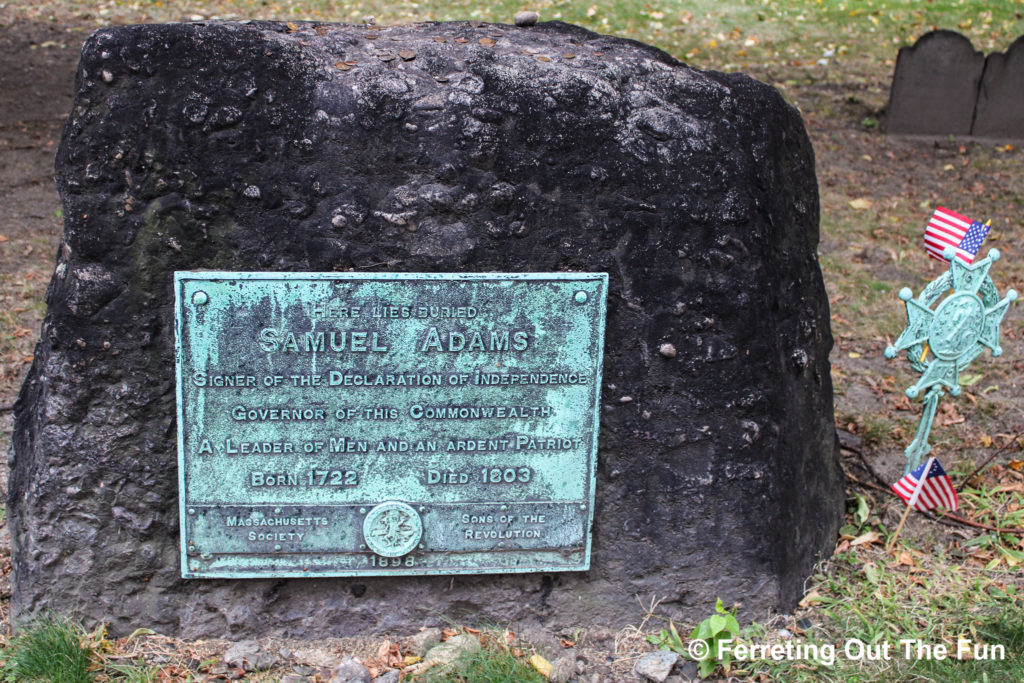 Here lies buried
Samuel Adams
Signer of the Declaration of Independence
Governor of this Commonwealth
A Leader of Men and an ardent Patriot
Born 1722 Died 1803
Massachusetts Society
Sons of the Revolution
1898
© Ferreting Out The Fun